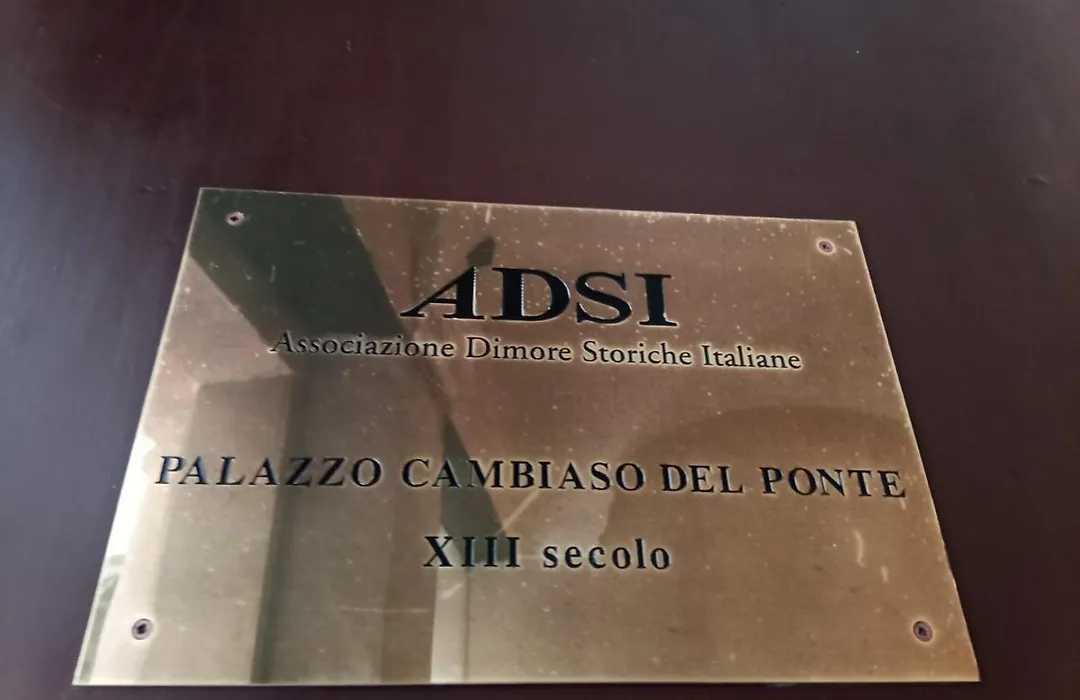 ADSI
Associazione Dimore Storiche Italiane
PALAZZO CAMBIASO DEL PONTE
XIII secolo